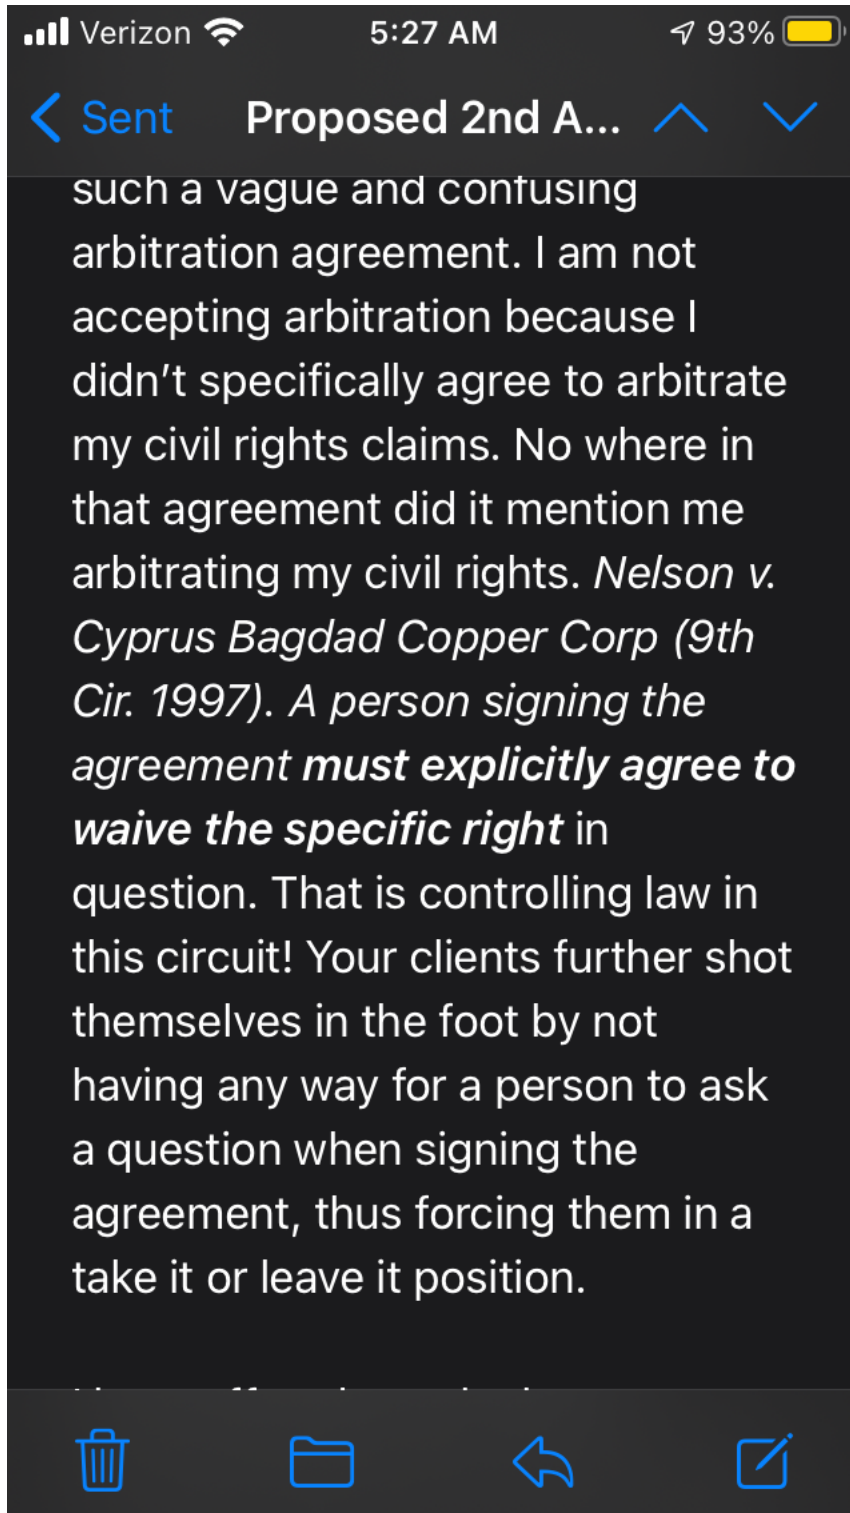 Verizon 5:27 AM 93%
Sent Proposed 2nd A...
such a vague and confusing
arbitration agreement. I am not
accepting arbitration because I
didn’t specifically agree to arbitrate
my civil rights claims. No where in
that agreement did it mention me
arbitrating my civil rights. Nelson v.
Cyprus Bagdad Copper Corp (9th
Cir. 1997). A person signing the
agreement must explicitly agree to
waive the specific right in
question. That is controlling law in
this circuit! Your clients further shot
themselves in the foot by not
having any way for a person to ask
a question when signing the
agreement, thus forcing them in a
take it or leave it position.